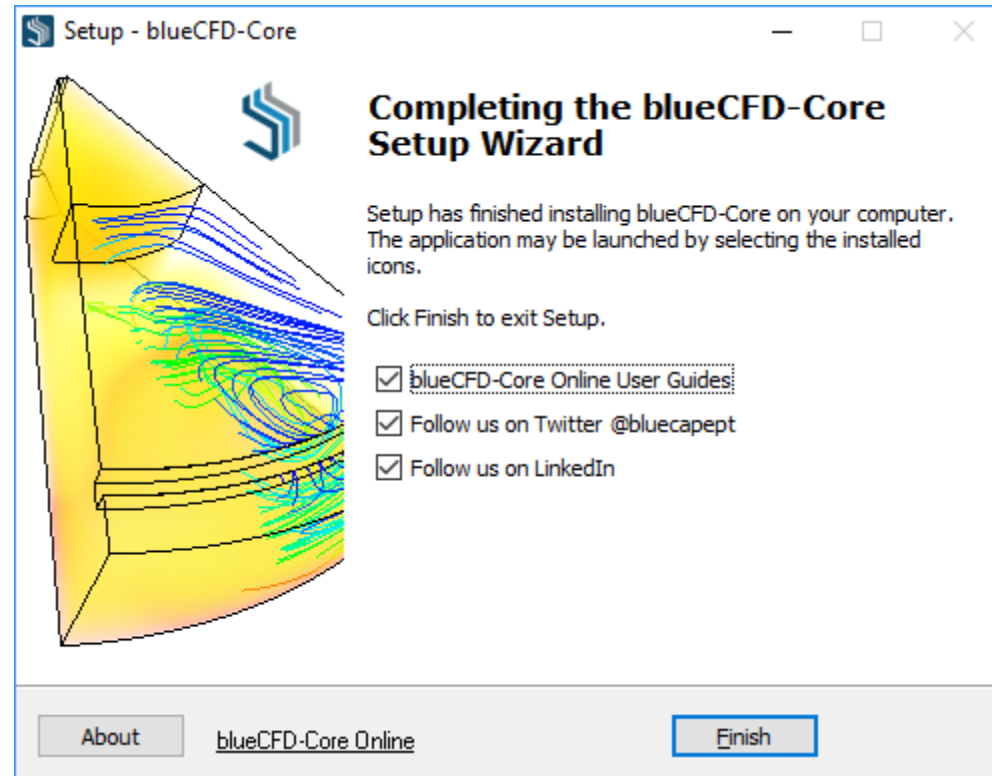 Setup - blueCFD-Core
Completing the blueCFD-Core
Setup Wizard
Setup has finished installing blueCFD-Core on your computer.
The application may be launched by selecting the installed
icons.
Click Finish to exit Setup.
blueCFD-Core Online User Guides
Follow us on Twitter @bluecapept
Follow us on LinkedIn
About
blueCFD-Core Online
Finish